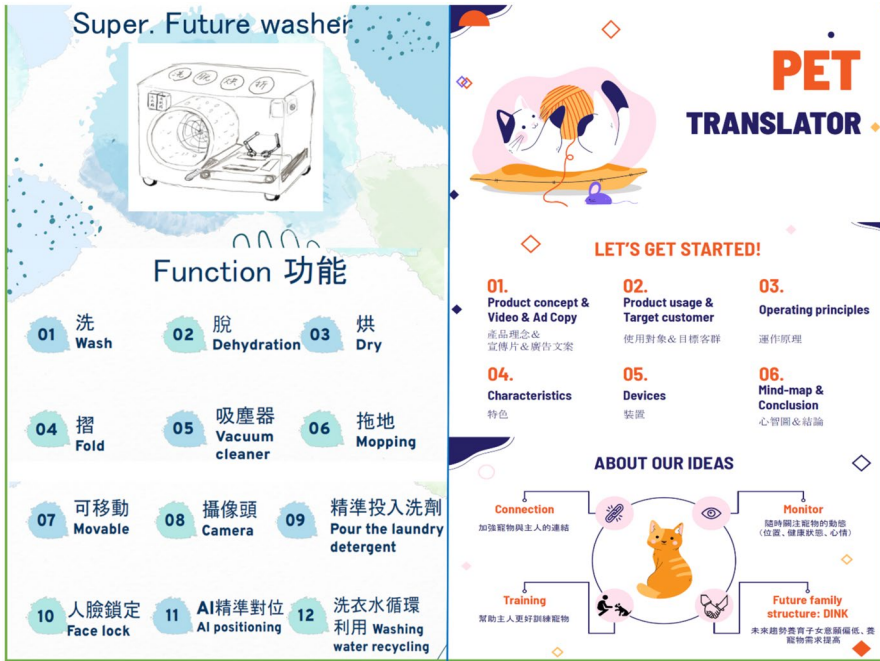 Super. Future washer
洗 脫 烘 摺
Function 功能
01 洗
Wash
02 脫
Dehydration
03 烘
Dry
04 摺
Fold
05 吸塵器
Vacuum
cleaner
06 拖地
Mopping
07 可移動
Movable
08 攝像頭
Camera
09 精準投入洗劑
Pour the laundry
detergent
10 人臉鎖定
Face lock
11 AI精準對位
AI positioning
12 洗衣水循環
利用 Washing
water recycling
PET
TRANSLATOR
LET'S GET STARTED!
01.
Product concept &
Video & Ad Copy
產品理念&
宣傳片&廣告文案
02.
Product usage &
Target customer
使用對象&目標客群
03.
Operating principles
運作原理
04.
Characteristics
特色
05.
Devices
裝置
06.
Mind-map &
Conclusion
心智圖&結論
ABOUT OUR IDEAS
Connection
加強寵物與主人的連結
Monitor
隨時關注寵物的動態
（位置、健康狀態、心情）
Training
幫助主人更好訓練寵物
Future family
structure: DINK
未來趨勢養育子女意願偏低、養
寵物需求提高